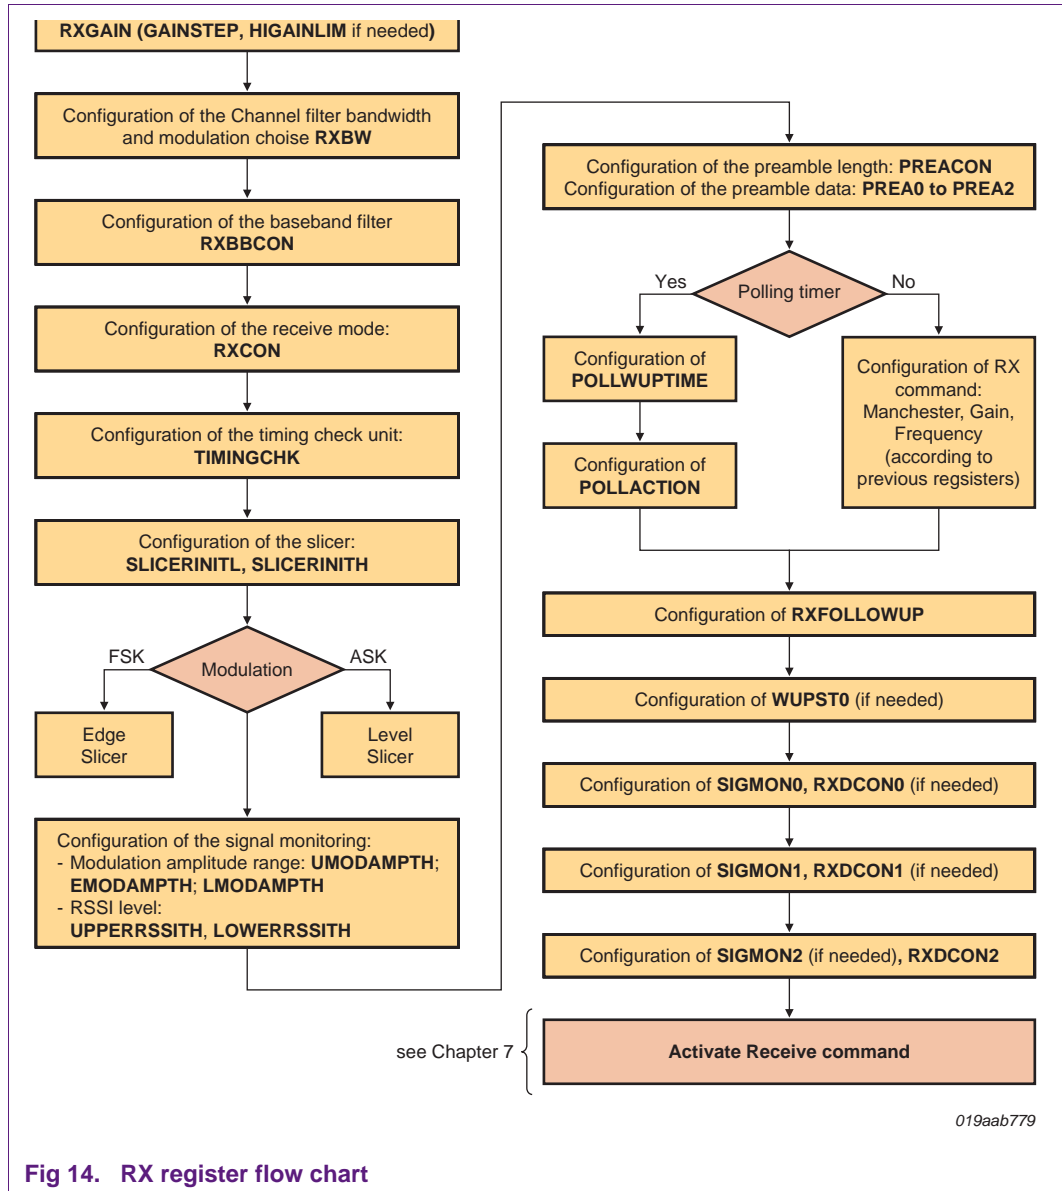 RXGAIN (GAINSTEP, HIGAINLIM if needed)
Configuration of the Channel filter bandwidth
and modulation choise RXBW
Configuration of the baseband filter
RXBBCON
Configuration of the receive mode:
RXCON
Configuration of the timing check unit:
TIMINGCHK
Configuration of the slicer:
SLICERINITL, SLICERINITH
FSK
Modulation
ASK
Edge
Slicer
Level
Slicer
Configuration of the signal monitoring:
- Modulation amplitude range: UMODAMPTH;
EMODAMPTH; LMODAMPTH
- RSSI level:
UPPERRSSITH, LOWERRSSITH
Configuration of the preamble length: PREACON
Configuration of the preamble data: PREA0 to PREA2
Yes
Polling timer
No
Configuration of
POLLWUPTIME
Configuration of
POLLACTION
Configuration of RX
command:
Manchester, Gain,
Frequency
(according to
previous regsisters)
Configuration of RXFOLLOWUP
Configuration of WUPST0 (if needed)
Configuration of SIGMON0, RXDCON0 (if needed)
Configuration of SIGMON1, RXDCON1 (if needed)
Configuration of SIGMON2 (if needed), RXDCON2
see Chapter 7
Activate Receive command
019aab779
Fig 14. RX register flow chart